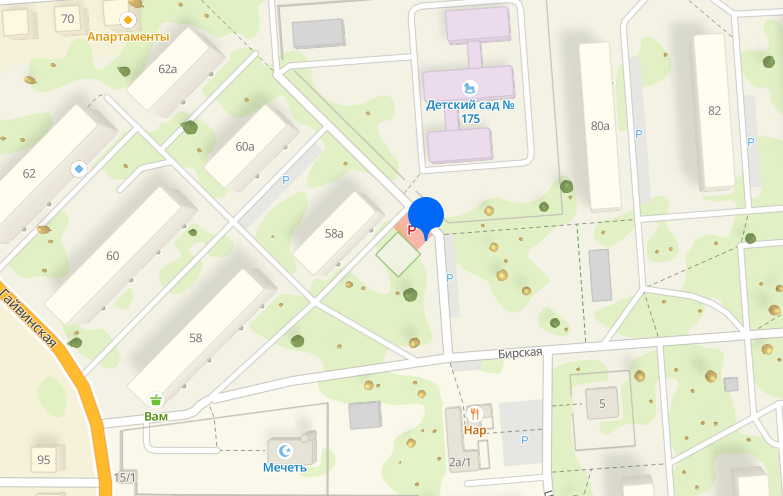 70
Апартаменты
62а
Детский сад №
175
80а
82
60а
62
P
P
P
58а
P
60
P
Гайвинская
58
Бирская
Вам
5
Нар.
P
95
2а/1
Мечеть
15/1